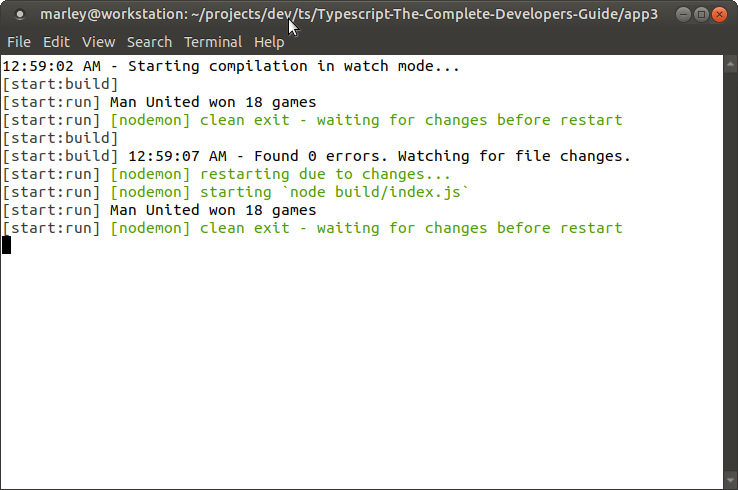 marley@workstation: ~/projects/dev/ts/Typescript-The-Complete-Developers-Guide/app3
File Edit View Search Terminal Help
12:59:02 AM - Starting compilation in watch mode...
[start:build]
[start:run] Man United won 18 games
[start:run] [nodemon] clean exit - waiting for changes before restart
[start:build]
[start:build] 12:59:07 AM - Found 0 errors. Watching for file changes.
[start:run] [nodemon] restarting due to changes...
[start:run] [nodemon] starting `node build/index.js`
[start:run] Man United won 18 games
[start:run] [nodemon] clean exit - waiting for changes before restart